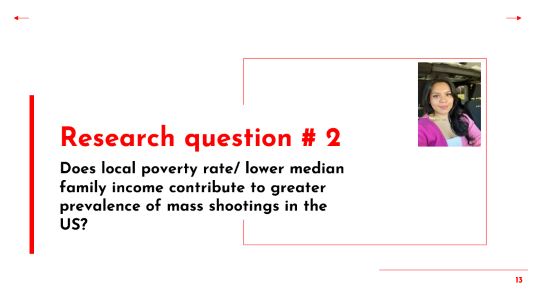 Research question # 2
Does local poverty rate/ lower median
family income contribute to greater
prevalence of mass shootings in the
US?
13